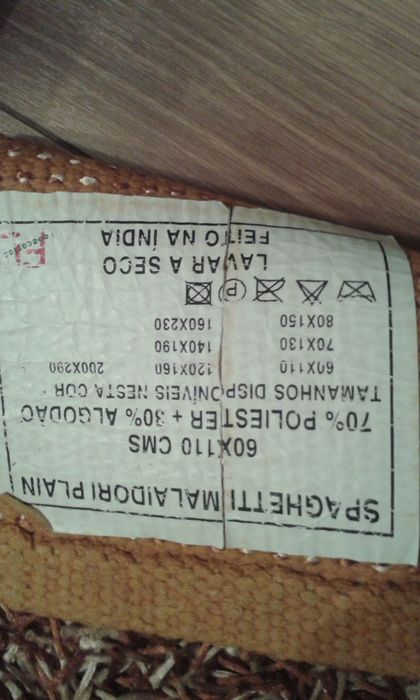 SPAGHETTI MALAIDORI PLAIN
60X110 CMS
70% POLIESTER + 30% ALGODÃO
TAMANHOS DISPONÍVEIS NESTA COR
60X110 120X160 200X290
70X130 140X190
80X150 160X230
P
LAVAR A SECO
FEITO NA ÍNDIA